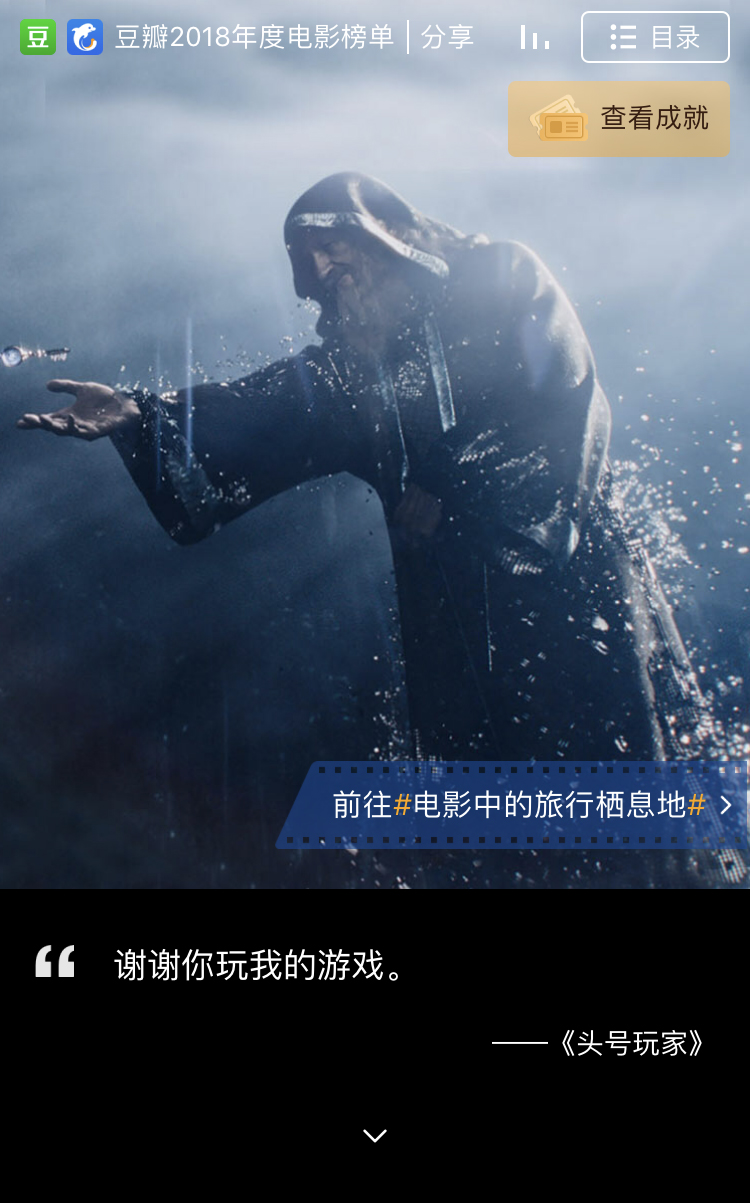 豆 豆瓣2018年度电影榜单 | 分享 目录
查看成就
前往#电影中的旅行栖息地#
“ 谢谢你玩我的游戏。
——《头号玩家》